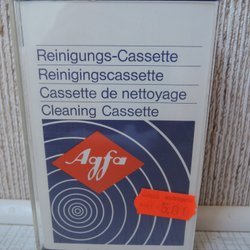 Reinigungs-Cassette
Reinigingscassette
Cassette de nettoyage
Cleaning Cassette
Agfa